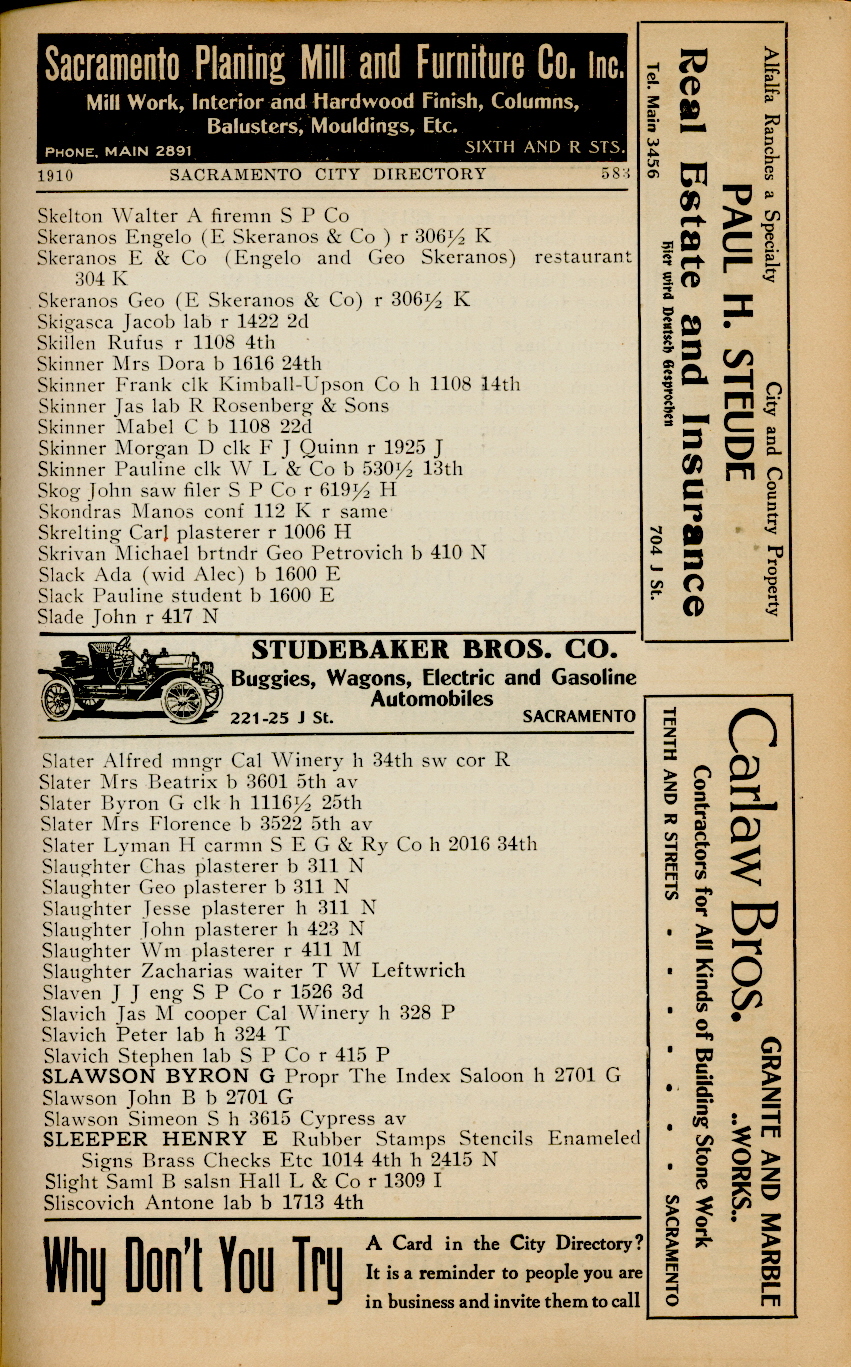 Sacramento Planing Mill and Furniture Co. Inc.
Mill Work, Interior and Hardwood Finish, Columns,
Balusters, Mouldings, Etc.
PHONE, MAIN 2891 SIXTH AND R STS.
1910 SACRAMENTO CITY DIRECTORY 583
Skelton Walter A firemn S P Co
Skeranos Engelo (E Skeranos & Co ) r 306½ K
Skeranos E & Co (Engelo and Geo Skeranos) restaurant
304 K
Skeranos Geo (E Skeranos & Co) r 306½ K
Skigasca Jacob lab r 1422 2d
Skillen Rufus r 1108 4th
Skinner Mrs Dora b 1616 24th
Skinner Frank clk Kimball-Upson Co h 1108 14th
Skinner Jas lab R Rosenberg & Sons
Skinner Mabel C b 1108 22d
Skinner Morgan D clk F J Quinn r 1925 J
Skinner Pauline clk W L & Co b 530½ 13th
Skog John saw filer S P Co r 619½ H
Skondras Manos conf 112 K r same
Skrelting Carl plasterer r 1006 H
Skrivan Michael brtndr Geo Petrovich b 410 N
Slack Ada (wid Alec) b 1600 E
Slack Pauline student b 1600 E
Slade John r 417 N
STUDEBAKER BROS. CO.
Buggies, Wagons, Electric and Gasoline
Automobiles
221-25 J St. SACRAMENTO
Slater Alfred mngr Cal Winery h 34th sw cor R
Slater Mrs Beatrix b 3601 5th av
Slater Byron G clk h 1116½ 25th
Slater Mrs Florence b 3522 5th av
Slater Lyman H carmn S E G & Ry Co h 2016 34th
Slaughter Chas plasterer b 311 N
Slaughter Geo plasterer b 311 N
Slaughter Jesse plasterer h 311 N
Slaughter John plasterer h 423 N
Slaughter Wm plasterer r 411 M
Slaughter Zacharias waiter T W Leftwrich
Slaven J J eng S P Co r 1526 3d
Slavich Jas M cooper Cal Winery h 328 P
Slavich Peter lab h 324 T
Slavich Stephen lab S P Co r 415 P
SLAWSON BYRON G Propr The Index Saloon h 2701 G
Slawson John B b 2701 G
Slawson Simeon S h 3615 Cypress av
SLEEPER HENRY E Rubber Stamps Stencils Enameled
Signs Brass Checks Etc 1014 4th h 2415 N
Slight Saml B salsn Hall L & Co r 1309 I
Sliscovich Antone lab b 1713 4th
Why Don't You Try
A Card in the City Directory?
It is a reminder to people you are
in business and invite them to call
Alfalfa Ranches a Specialty City and Country Property
PAUL H. STEUDE
Real Estate and Insurance
Hier wird Deutsch Gesprochen
Tel. Main 3456 704 J St.
Carlaw Bros. GRANITE AND MARBLE
..WORKS..
Contractors for All Kinds of Building Stone Work
TENTH AND R STREETS - - - - - - - SACRAMENTO